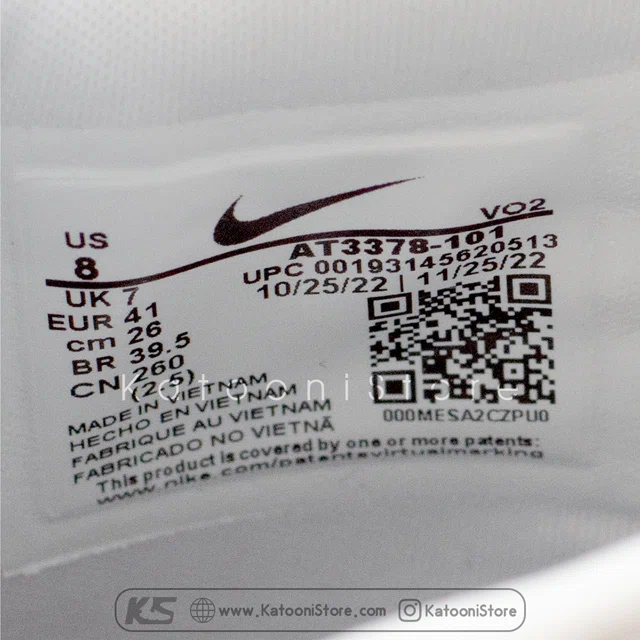 VO2
US
8
AT3378-101
UPC 00193145620513
10/25/22 | 11/25/22
UK 7
EUR 41
cm 26
BR 39.5
CN 260
(2.5)
MADE IN VIETNAM
HECHO EN VIETNAM
FABRIQUE AU VIETNAM
FABRICADO NO VIETNÃ
000MESA2CZPU0
This product is covered by one or more patents:
www.nike.com/patentsvirtualmarking
KatooniStore
KS
www.KatooniStore.com
KatooniStore